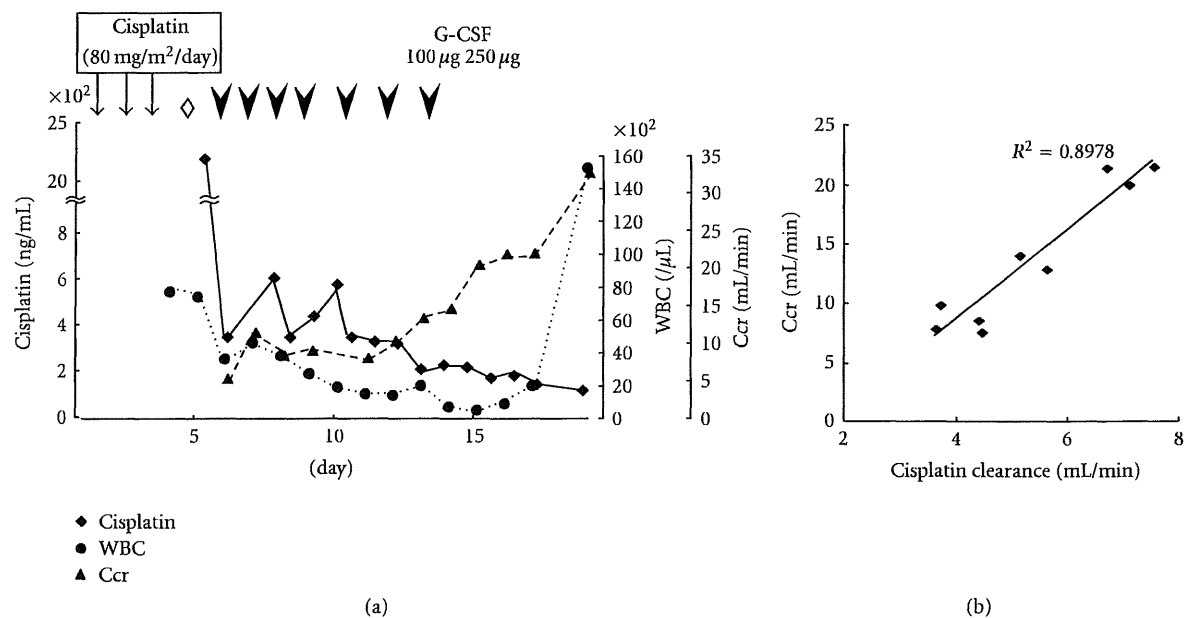 Cisplatin
(80 mg/m²/day)
G-CSF
100 µg 250 µg
×10²
25
20
8
6
4
2
0
Cisplatin (ng/mL)
5
10
15
(day)
×10²
160
140
120
100
80
60
40
20
0
WBC (/µL)
35
30
25
20
15
10
5
0
Ccr (mL/min)
Cisplatin
WBC
Ccr
(a)
25
20
15
10
5
0
Ccr (mL/min)
R² = 0.8978
2
4
6
8
Cisplatin clearance (mL/min)
(b)